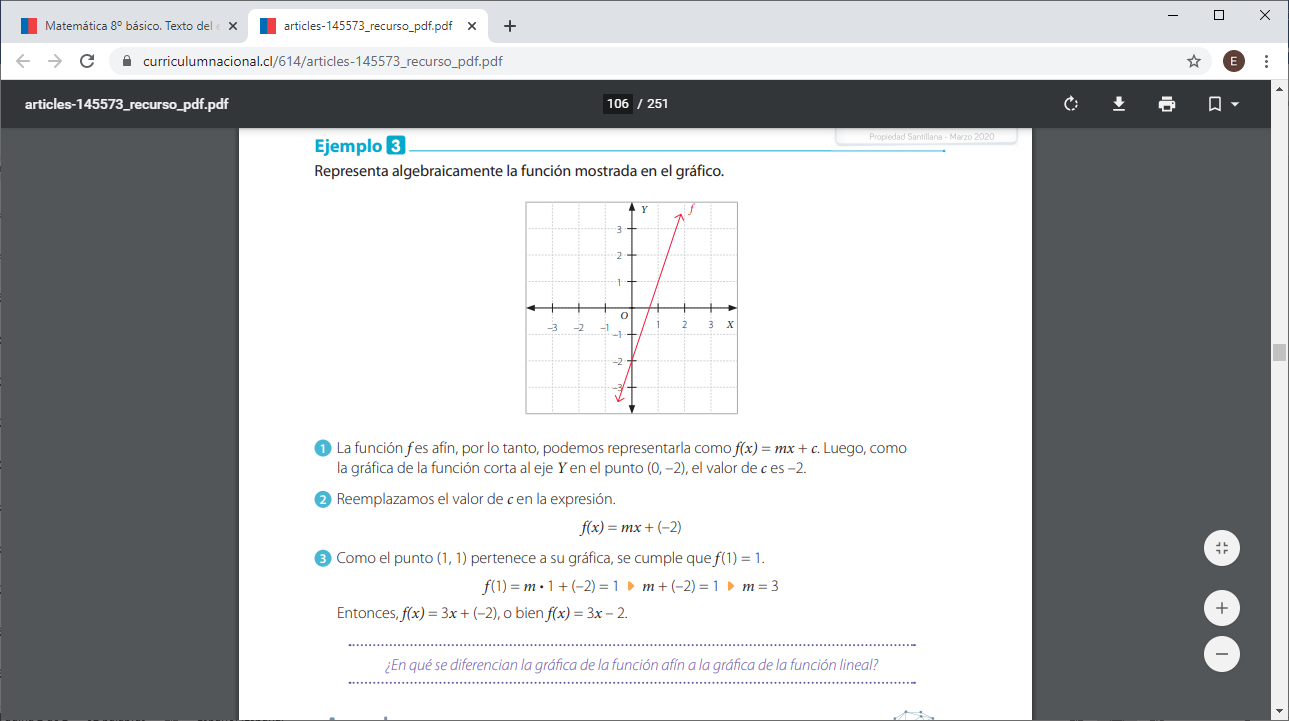 Matemática 8º básico. Texto del e
articles-145573_recurso_pdf.pdf
curriculumnacional.cl/614/articles-145573_recurso_pdf.pdf
E
articles-145573_recurso_pdf.pdf
106 / 251
Propiedad Santillana - Marzo 2020
Ejemplo 3
Representa algebraicamente la función mostrada en el gráfico.
Y
f
3
2
1
O
–3 –2 –1 1 2 3 X
–1
–2
–3
1 La función f es afín, por lo tanto, podemos representarla como f(x) = mx + c. Luego, como
la gráfica de la función corta al eje Y en el punto (0, –2), el valor de c es –2.
2 Reemplazamos el valor de c en la expresión.
f(x) = mx + (–2)
3 Como el punto (1, 1) pertenece a su gráfica, se cumple que f(1) = 1.
f(1) = m • 1 + (–2) = 1 ▶ m + (–2) = 1 ▶ m = 3
Entonces, f(x) = 3x + (–2), o bien f(x) = 3x – 2.
¿En qué se diferencian la gráfica de la función afín a la gráfica de la función lineal?